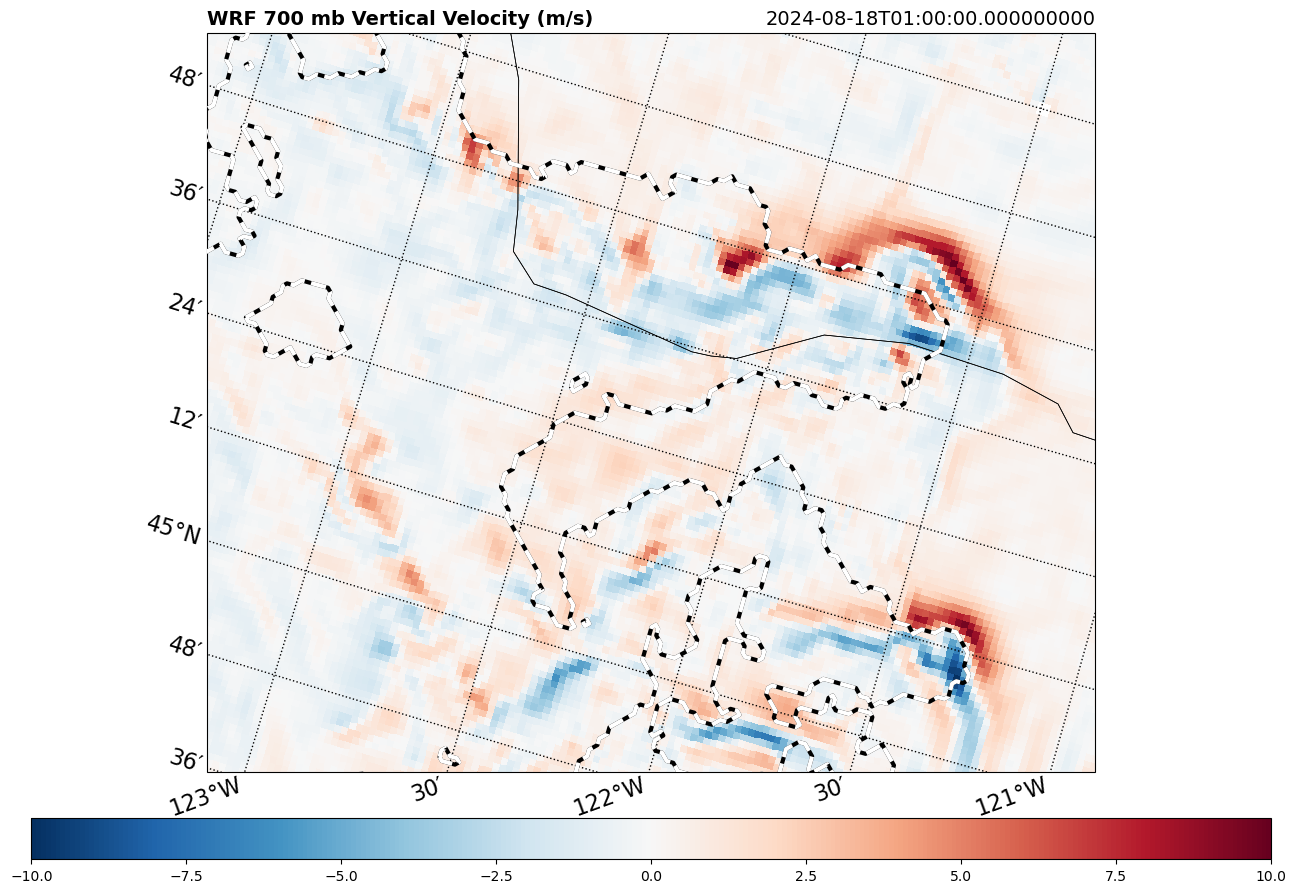 WRF 700 mb Vertical Velocity (m/s) 2024-08-18T01:00:00.000000000
48′
36′
24′
12′
45°N
48′
36′
123°W 30′ 122°W 30′ 121°W
−10.0 −7.5 −5.0 −2.5 0.0 2.5 5.0 7.5 10.0